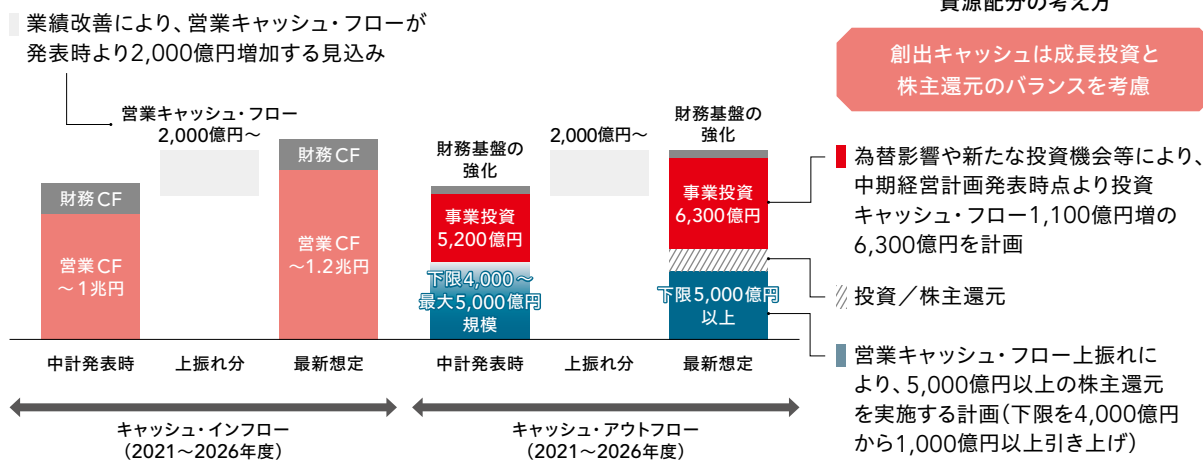 業績改善により、営業キャッシュ・フローが
発表時より2,000億円増加する見込み
営業キャッシュ・フロー
2,000億円～
財務CF
営業CF
～1兆円
財務CF
営業CF
～1.2兆円
中計発表時
上振れ分
最新想定
キャッシュ・インフロー
（2021～2026年度）
財務基盤の
強化
事業投資
5,200億円
下限4,000～
最大5,000億円
規模
2,000億円～
財務基盤の
強化
事業投資
6,300億円
下限5,000億円
以上
中計発表時
上振れ分
最新想定
キャッシュ・アウトフロー
（2021～2026年度）
資源配分の考え方
創出キャッシュは成長投資と
株主還元のバランスを考慮
為替影響や新たな投資機会等により、
中期経営計画発表時点より投資
キャッシュ・フロー1,100億円増の
6,300億円を計画
投資／株主還元
営業キャッシュ・フロー上振れに
より、5,000億円以上の株主還元
を実施する計画（下限を4,000億円
から1,000億円以上引き上げ）